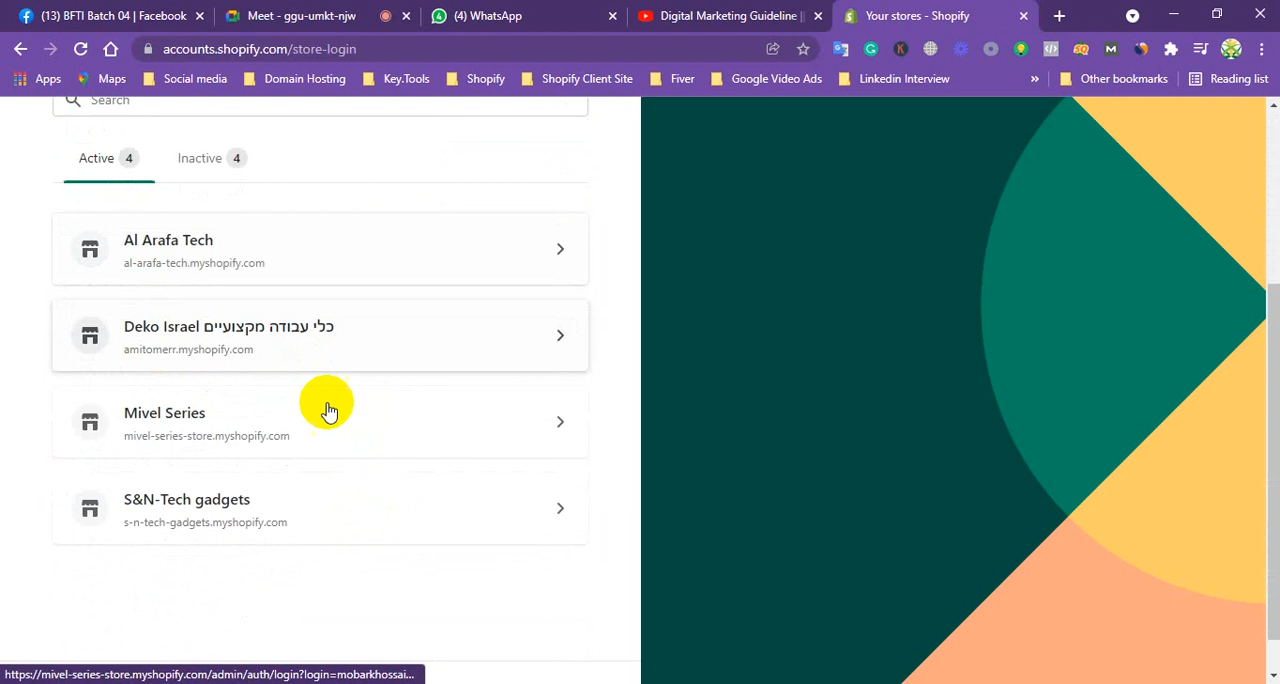 (13) BFTI Batch 04 | Facebook
Meet - ggu-umkt-njw
(4) WhatsApp
Digital Marketing Guideline |
Your stores - Shopify
accounts.shopify.com/store-login
Apps
Maps
Social media
Domain Hosting
Key.Tools
Shopify
Shopify Client Site
Fiver
Google Video Ads
Linkedin Interview
»
Other bookmarks
Reading list
Search
Active 4
Inactive 4
Al Arafa Tech
al-arafa-tech.myshopify.com
Deko Israel כלי עבודה מקצועיים
amitomerr.myshopify.com
Mivel Series
mivel-series-store.myshopify.com
S&N-Tech gadgets
s-n-tech-gadgets.myshopify.com
https://mivel-series-store.myshopify.com/admin/auth/login?login=mobarkhossai...